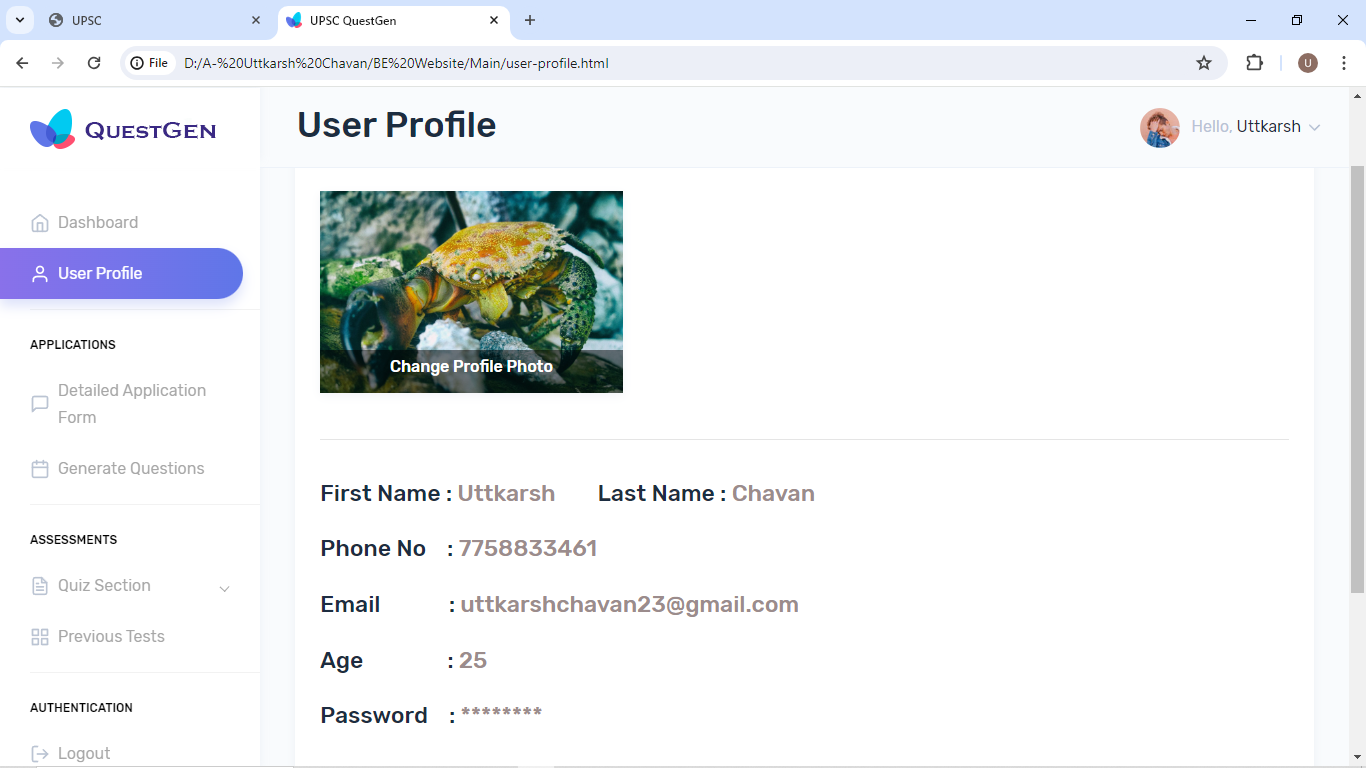 UPSC
UPSC QuestGen
File
D:/A-%20Uttkarsh%20Chavan/BE%20Website/Main/user-profile.html
U
QUESTGEN
User Profile
Hello, Uttkarsh
Dashboard
User Profile
APPLICATIONS
Detailed Application
Form
Generate Questions
ASSESSMENTS
Quiz Section
Previous Tests
AUTHENTICATION
Logout
Change Profile Photo
First Name : Uttkarsh Last Name : Chavan
Phone No : 7758833461
Email : uttkarshchavan23@gmail.com
Age : 25
Password : ********